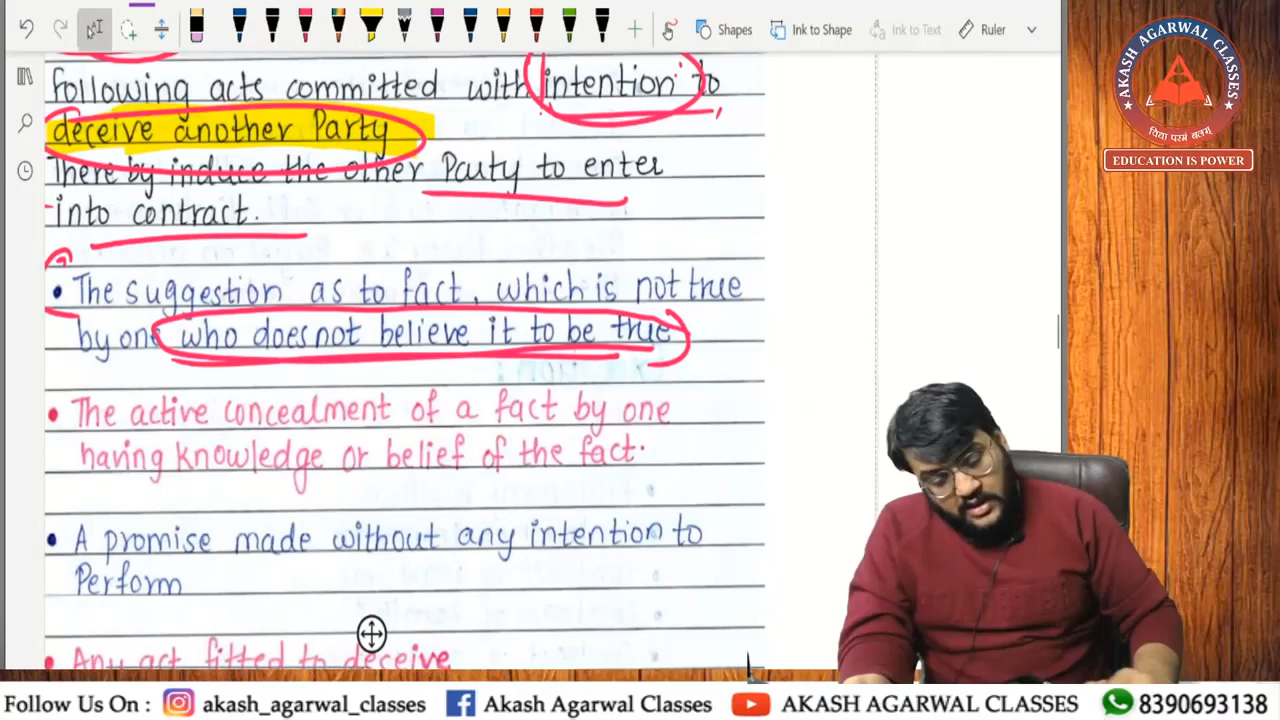 Shapes
Ink to Shape
Ink to Text
Ruler
AKASH AGARWAL CLASSES
विद्या परमं बलम्
EDUCATION IS POWER
Following acts committed with intention to
deceive another Party
There by induce the other Party to enter
into contract.
• The suggestion as to fact, which is not true
by one who does not believe it to be true
• The active concealment of a fact by one
having knowledge or belief of the fact.
• A promise made without any intention to
Perform
• Any act fitted to deceive
Follow Us On : akash_agarwal_classes Akash Agarwal Classes AKASH AGARWAL CLASSES 8390693138